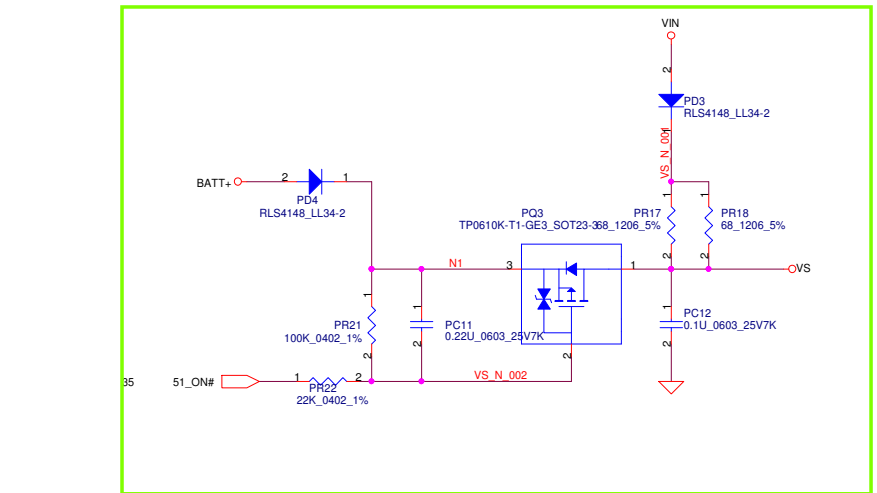 VIN
2
PD3
RLS4148_LL34-2
1
VS_N_001
BATT+
2
1
PD4
RLS4148_LL34-2
1
1
PQ3
TP0610K-T1-GE3_SOT23-3
PR17
68_1206_5%
PR18
68_1206_5%
2
2
N1
3
1
VS
1
PR21
100K_0402_1%
2
1
PC11
0.22U_0603_25V7K
2
2
1
PC12
0.1U_0603_25V7K
2
35
51_ON#
1
2
PR22
22K_0402_1%
VS_N_002